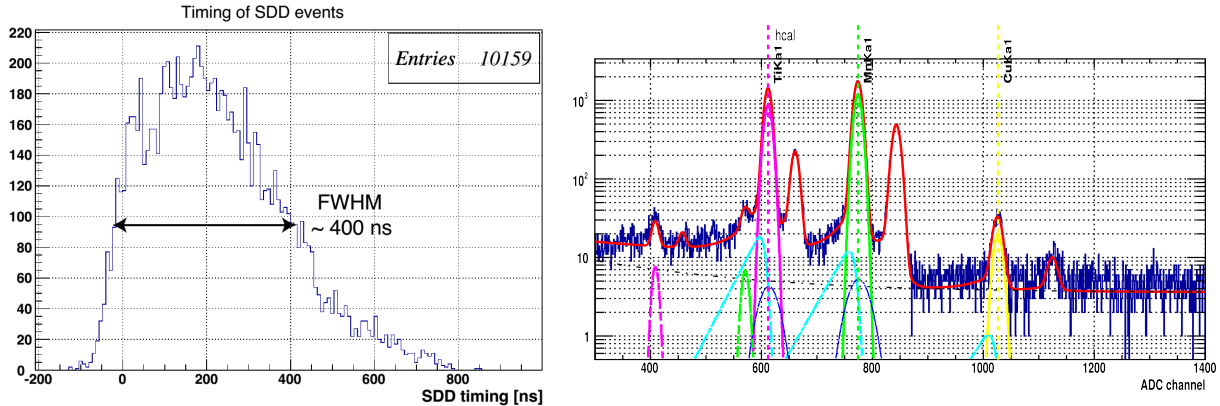 Timing of SDD events
Entries 10159
220
200
180
160
140
120
100
80
60
40
20
0
FWHM
~ 400 ns
-200 0 200 400 600 800
SDD timing [ns]
hcal
TiKa1
MnKa1
CuKa1
10³
10²
10
1
400 600 800 1000 1200 1400
ADC channel